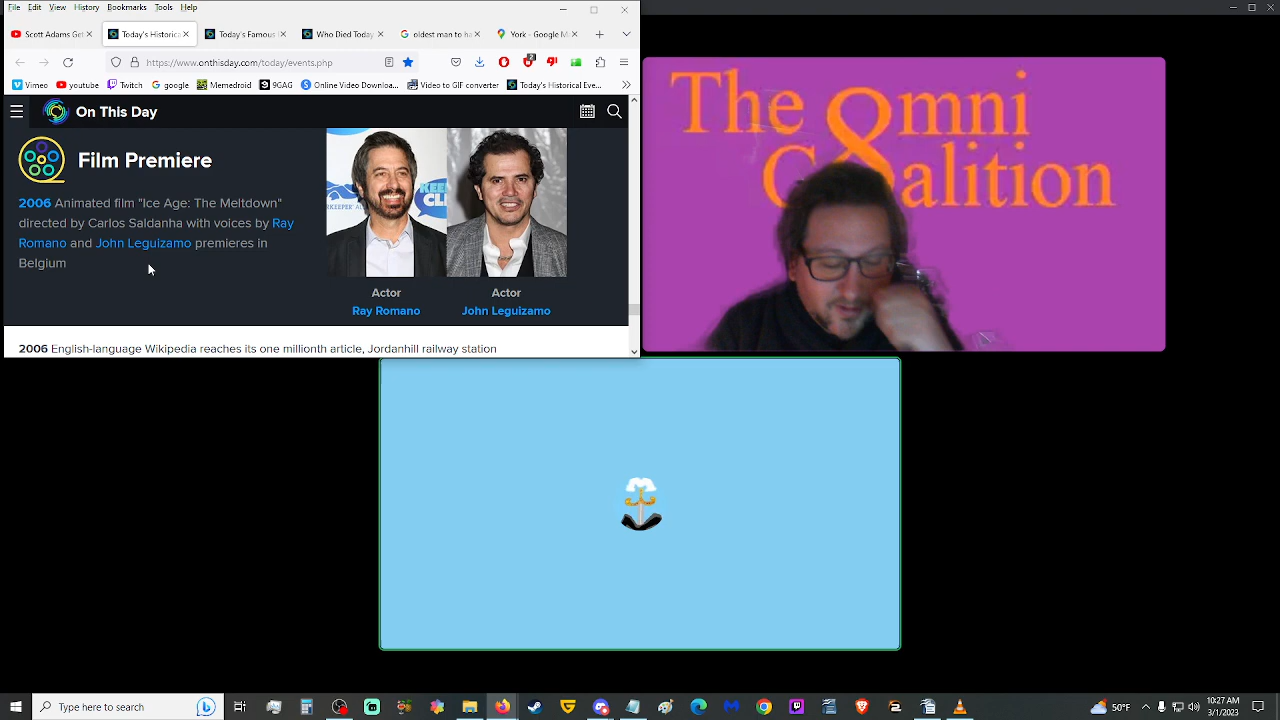 File Edit View History Bookmarks Tools Help
Scott Adams Get
Today's Historica
Today's Famous
Who Died Today
oldest man to ha
York - Google M
https://www.onthisday.com/today/events.php
Vimeo youtube Twitch google Memedroid 9GAG Online Video Downloa... Video to GIF converter Today's Historical Eve...
On This Day
Film Premiere
2006 Animated film "Ice Age: The Meltdown"
directed by Carlos Saldanha with voices by Ray
Romano and John Leguizamo premieres in
Belgium
Actor
Ray Romano
Actor
John Leguizamo
2006 English-language Wikipedia reaches its one millionth article, Jordanhill railway station
The Omni
Coalition
Type here to search
50°F
10:27 AM
3/1/2023